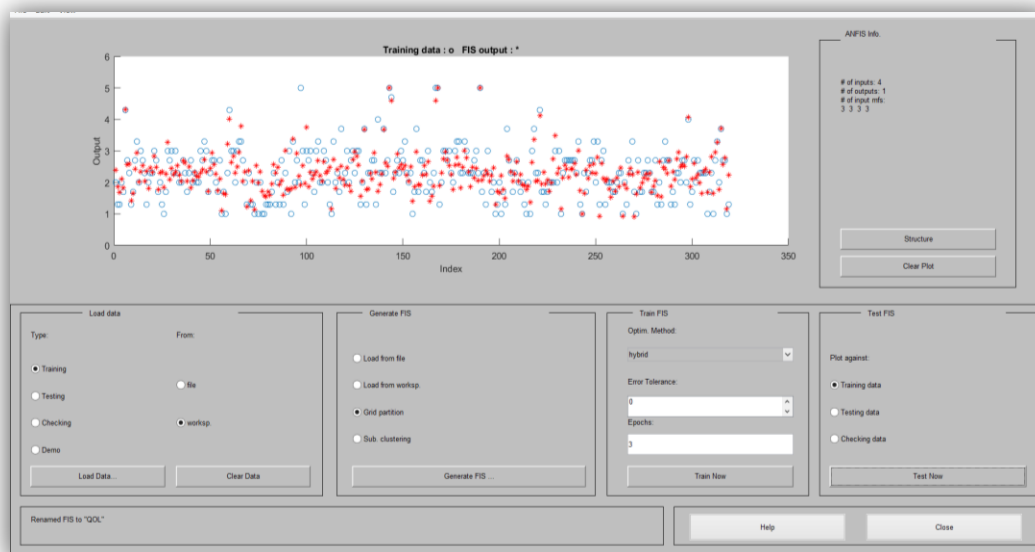 Training data : o   FIS output : *
6
5
4
3
2
1
0
Output
0 50 100 150 200 250 300 350
Index
ANFIS Info.
# of inputs: 4
# of outputs: 1
# of input mfs:
3 3 3 3
Structure
Clear Plot
Load data
Type:
From:
Training
Testing
Checking
Demo
file
worksp.
Load Data...
Clear Data
Generate FIS
Load from file
Load from worksp.
Grid partition
Sub. clustering
Generate FIS ...
Train FIS
Optim. Method:
hybrid
Error Tolerance:
0
Epochs:
3
Train Now
Test FIS
Plot against:
Training data
Testing data
Checking data
Test Now
Renamed FIS to "QOL"
Help
Close